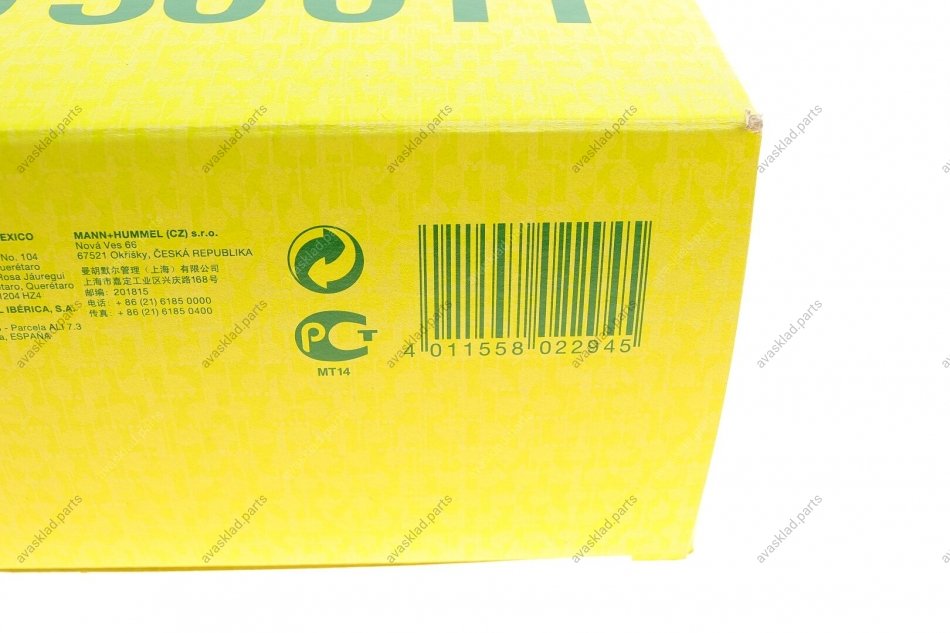 EXICO
No. 104
Querétaro
Rosa Jáuregui
taro, Querétaro
1204 HZ4
L IBÉRICA, S.A.
- Parcela ALI 7.3
a, ESPAÑA
MANN+HUMMEL (CZ) s.r.o.
Nová Ves 66
67521 Okříšky, ČESKÁ REPUBLIKA
曼胡默尔管理(上海)有限公司
上海市嘉定工业区兴庆路168号
邮编: 201815
电话: + 86 (21) 6185 0000
传真: + 86 (21) 6185 0400
РСТ
MT14
4 011558 022945
avasklad.parts